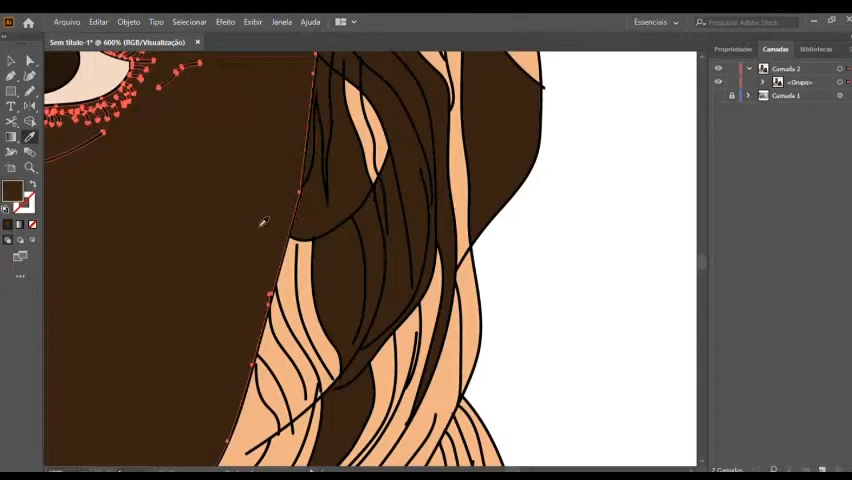 Ai Arquivo Editar Objeto Tipo Selecionar Efeito Exibir Janela Ajuda Essenciais Pesquisar Adobe Stock
Sem título-1* @ 600% (RGB/Visualização) ×
Propriedades Camadas Bibliotecas
Camada 2
<Grupo>
Camada 1
2 Camadas